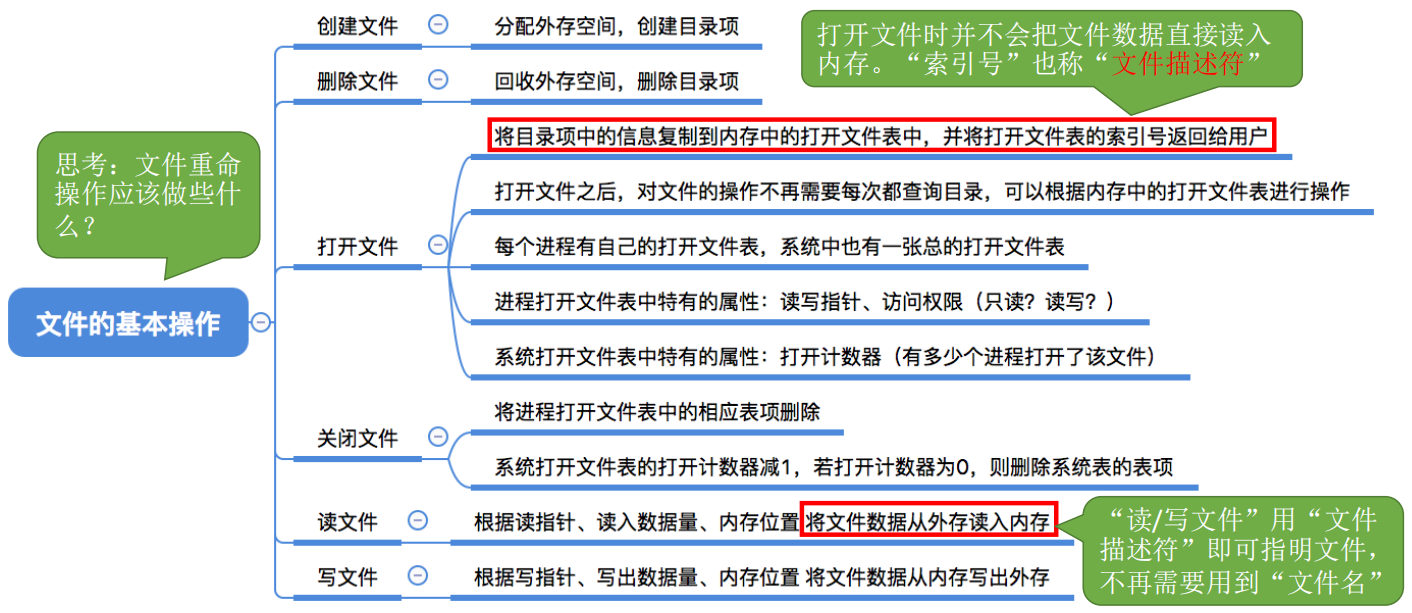 创建文件
分配外存空间，创建目录项
打开文件时并不会把文件数据直接读入
内存。“索引号”也称“文件描述符”
删除文件
回收外存空间，删除目录项
将目录项中的信息复制到内存中的打开文件表中，并将打开文件表的索引号返回给用户
思考：文件重命
操作应该做些什
么？
打开文件之后，对文件的操作不再需要每次都查询目录，可以根据内存中的打开文件表进行操作
打开文件
每个进程有自己的打开文件表，系统中也有一张总的打开文件表
进程打开文件表中特有的属性：读写指针、访问权限（只读？读写？）
文件的基本操作
系统打开文件表中特有的属性：打开计数器（有多少个进程打开了该文件）
关闭文件
将进程打开文件表中的相应表项删除
系统打开文件表的打开计数器减1，若打开计数器为0，则删除系统表的表项
读文件
根据读指针、读入数据量、内存位置 将文件数据从外存读入内存
“读/写文件”用“文件
描述符”即可指明文件，
不再需要用到“文件名”
写文件
根据写指针、写出数据量、内存位置 将文件数据从内存写出外存